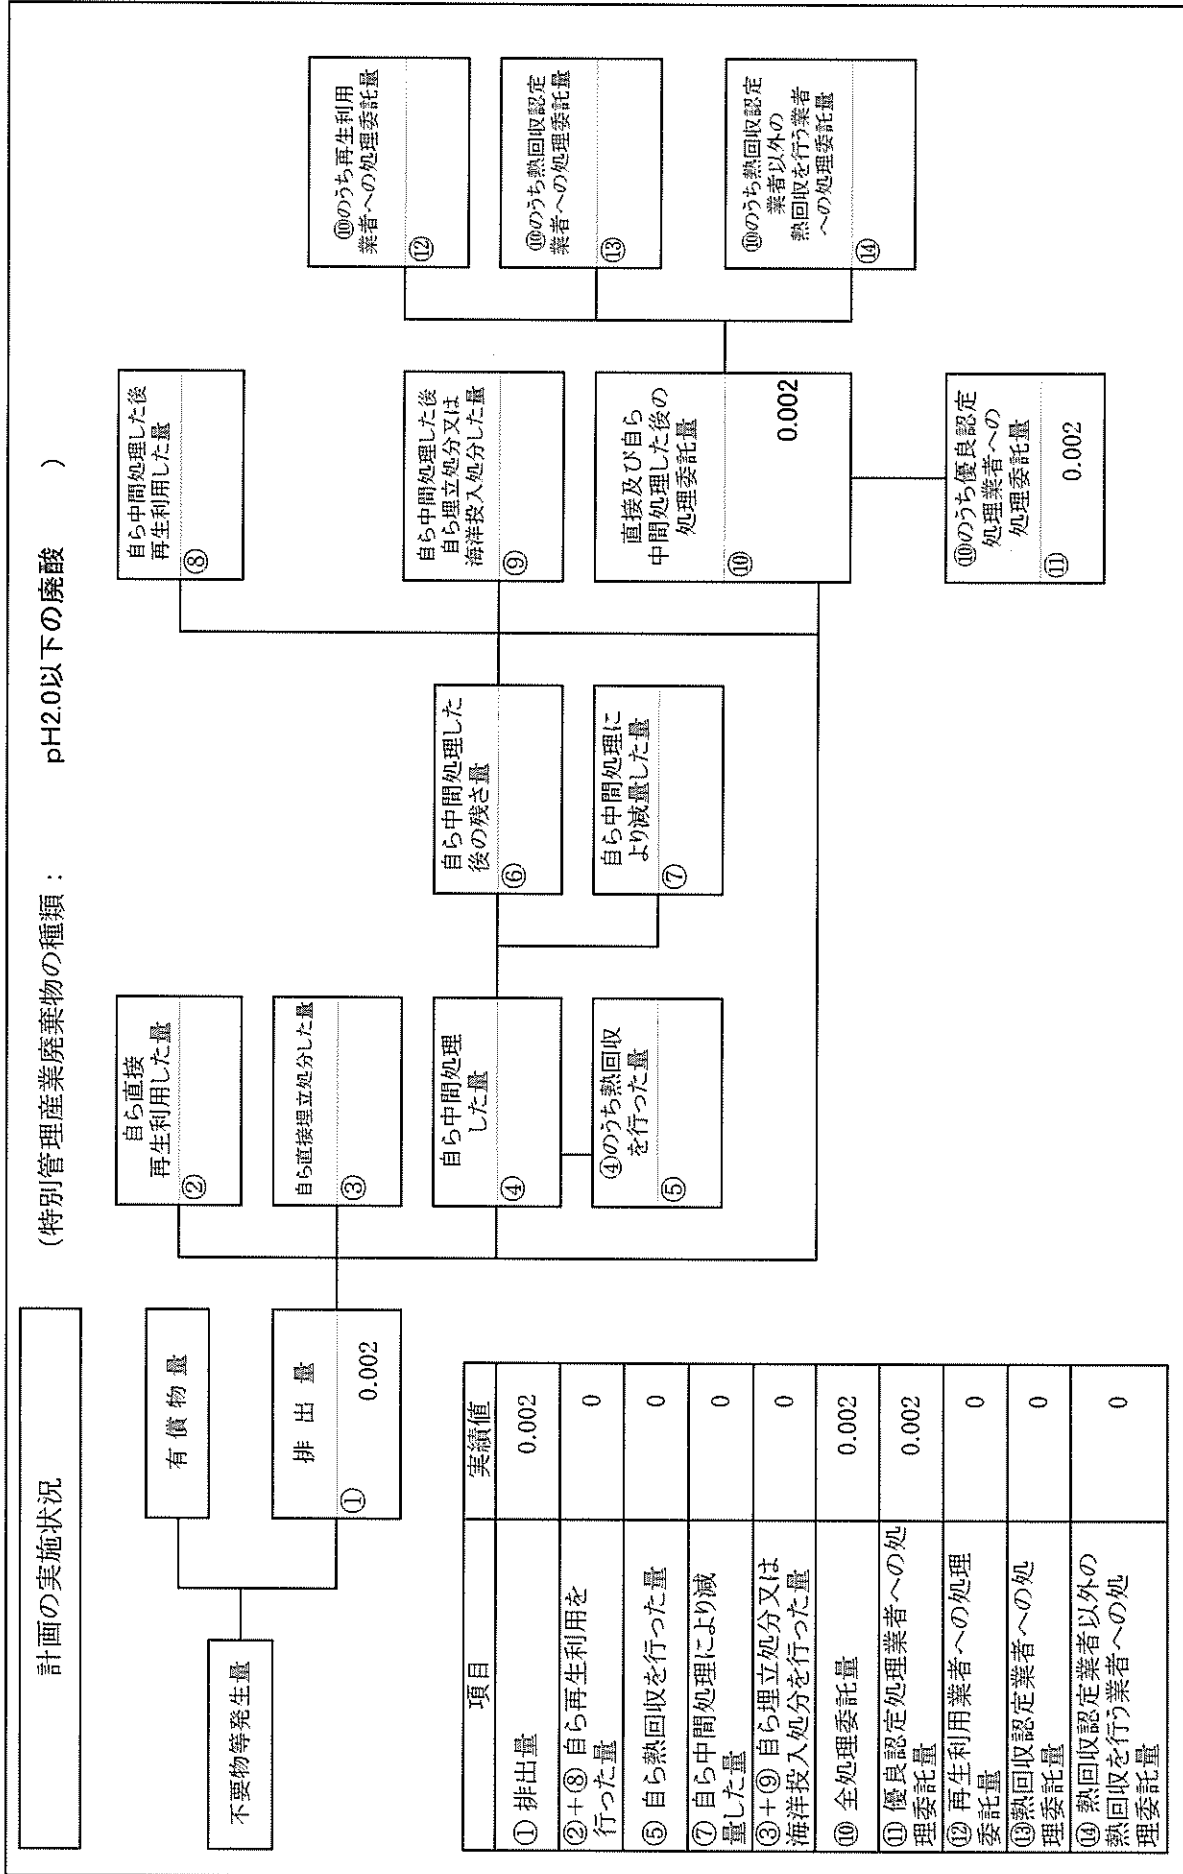 計画の実施状況
(特別管理産業廃棄物の種類： pH2.0以下の廃酸 )
不要物等発生量
有償物量
排出量
① 0.002
自ら直接
再生利用した量
②
自ら直接埋立処分した量
③
自ら中間処理
した量
④
④のうち熱回収
を行った量
⑤
自ら中間処理した
後の残さ量
⑥
自ら中間処理に
より減量した量
⑦
自ら中間処理した後
再生利用した量
⑧
自ら中間処理した後
自ら埋立処分又は
海洋投入処分した量
⑨
直接及び自ら
中間処理した後の
処理委託量
⑩ 0.002
⑩のうち優良認定
処理業者への
処理委託量
⑪ 0.002
⑩のうち再生利用
業者への処理委託量
⑫
⑩のうち熱回収認定
業者への処理委託量
⑬
⑩のうち熱回収認定
業者以外の
熱回収を行う業者
への処理委託量
⑭
項目 実績値
① 排出量 0.002
②+⑧ 自ら再生利用を
行った量 0
⑤ 自ら熱回収を行った量 0
⑦ 自ら中間処理により減
量した量 0
③+⑨ 自ら埋立処分又は
海洋投入処分を行った量 0
⑩ 全処理委託量 0.002
⑪ 優良認定処理業者への処
理委託量 0.002
⑫ 再生利用業者への処理
委託量 0
⑬熱回収認定業者への処
理委託量 0
⑭ 熱回収認定業者以外の
熱回収を行う業者への処
理委託量 0